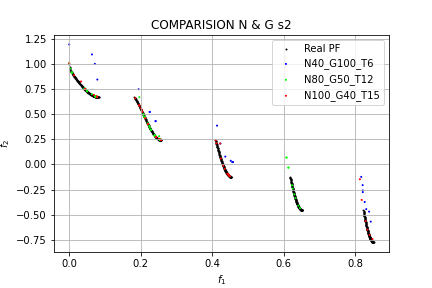 COMPARISION N & G s2
1.25
1.00
0.75
0.50
0.25
0.00
−0.25
−0.50
−0.75
f₂
Real PF
N40_G100_T6
N80_G50_T12
N100_G40_T15
0.0 0.2 0.4 0.6 0.8
f₁